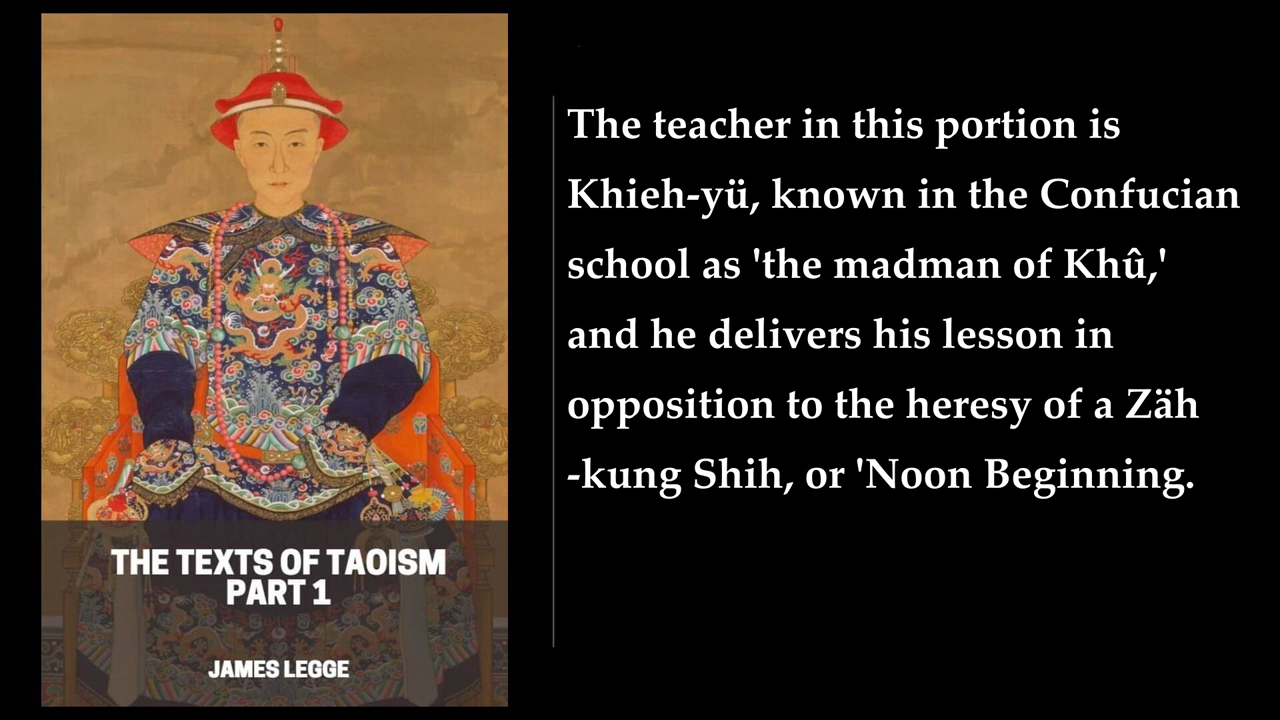 THE TEXTS OF TAOISM
PART 1
JAMES LEGGE
The teacher in this portion is
Khieh-yü, known in the Confucian
school as 'the madman of Khû,'
and he delivers his lesson in
opposition to the heresy of a Zäh
-kung Shih, or 'Noon Beginning.